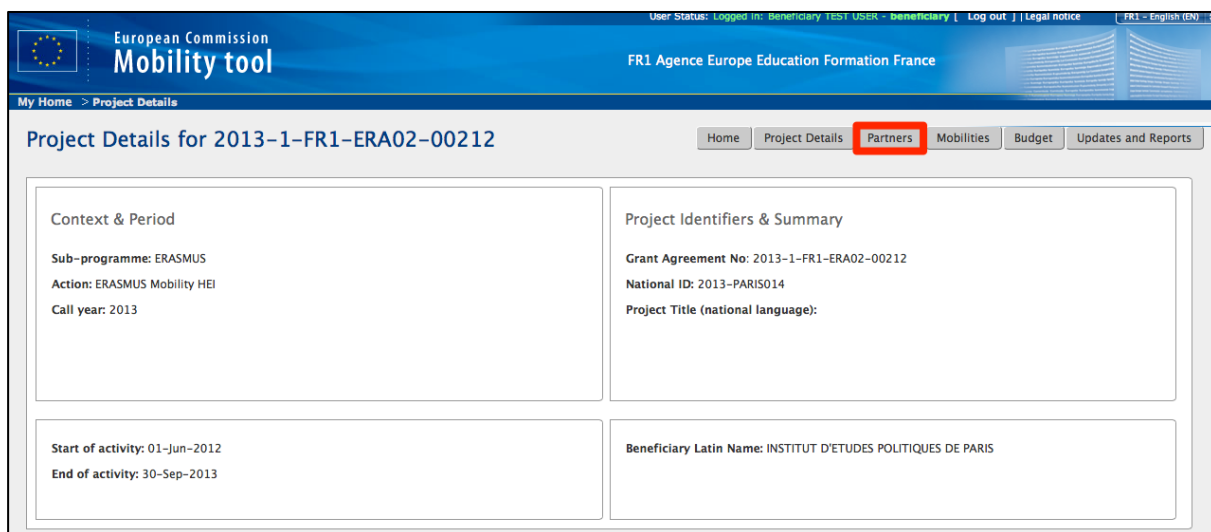 User Status: Logged in: Beneficiary TEST USER - beneficiary [ Log out ] | Legal notice FR1 - English (EN)
European Commission
Mobility tool
FR1 Agence Europe Education Formation France
My Home > Project Details
Project Details for 2013-1-FR1-ERA02-00212
Home Project Details Partners Mobilities Budget Updates and Reports
Context & Period
Sub-programme: ERASMUS
Action: ERASMUS Mobility HEI
Call year: 2013
Project Identifiers & Summary
Grant Agreement No: 2013-1-FR1-ERA02-00212
National ID: 2013-PARIS014
Project Title (national language):
Start of activity: 01-Jun-2012
End of activity: 30-Sep-2013
Beneficiary Latin Name: INSTITUT D'ETUDES POLITIQUES DE PARIS